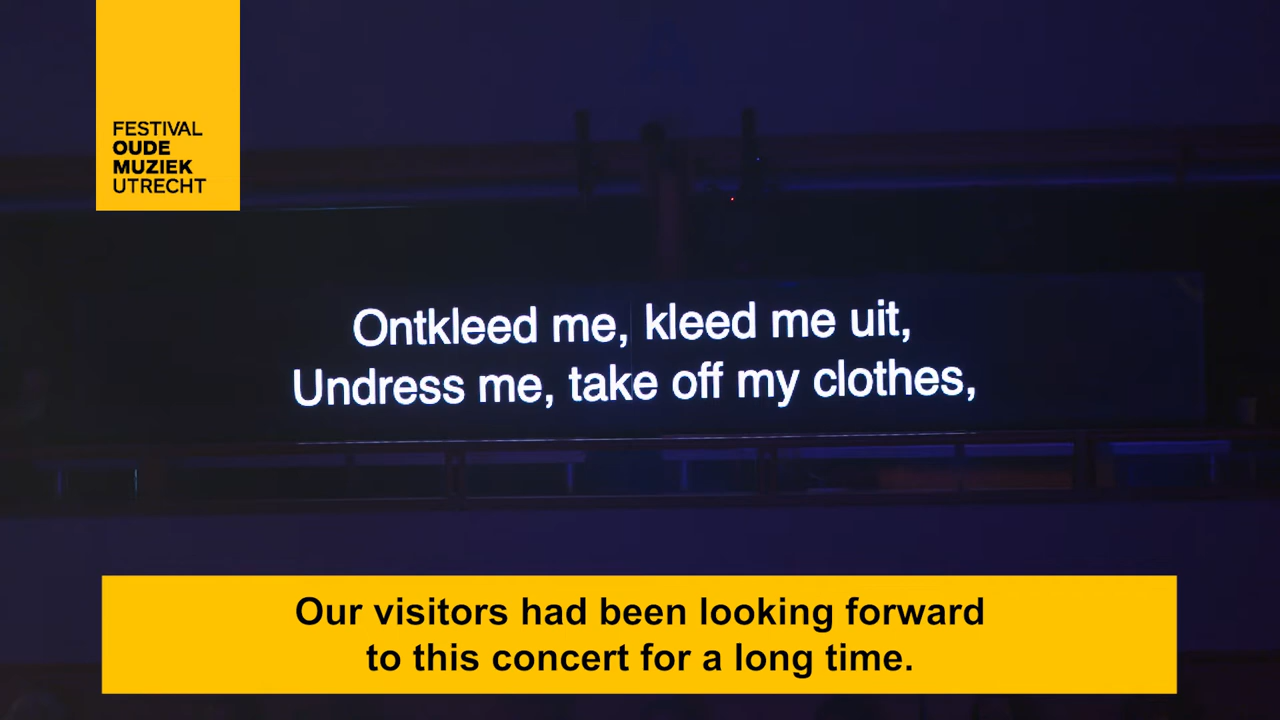 FESTIVAL
OUDE
MUZIEK
UTRECHT
Ontkleed me, kleed me uit,
Undress me, take off my clothes,
Our visitors had been looking forward
to this concert for a long time.